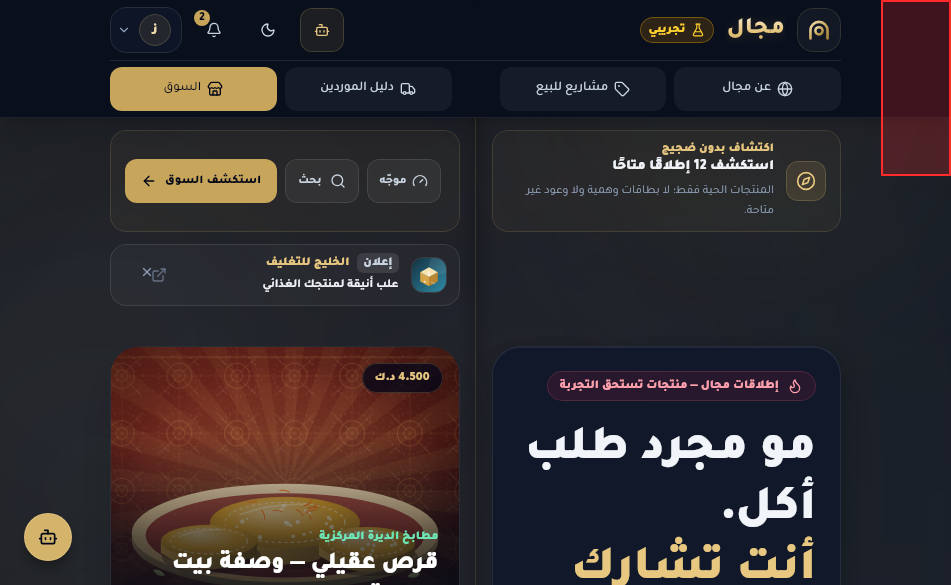 مجال
تجريبي
2
ز
عن مجال
مشاريع للبيع
دليل الموردين
السوق
اكتشاف بدون ضجيج
استكشف 12 إطلاقًا متاحًا
المنتجات الحية فقط؛ لا بطاقات وهمية ولا وعود غير
متاحة.
موجّه
بحث
استكشف السوق
إعلان
الخليج للتغليف
علب أنيقة لمنتجك الغذائي
إطلاقات مجال — منتجات تستحق التجربة
مو مجرد طلب
أكل.
أنت تشارك
4.500 د.ك
مطابخ الديرة المركزية
قرص عقيلي — وصفة بيت